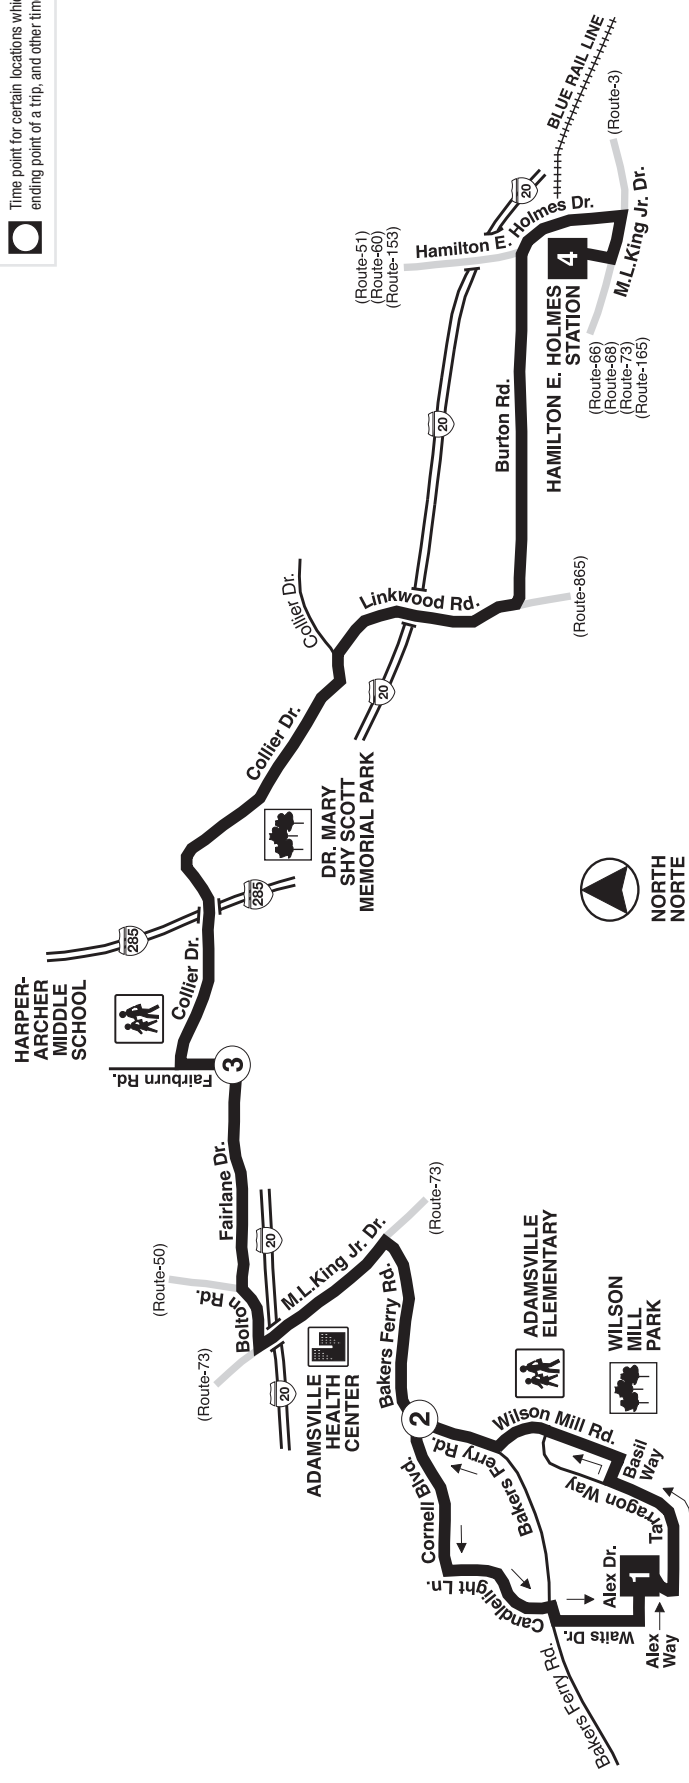 Time point for certain locations whi
ending point of a trip, and other tim
BLUE RAIL LINE
(Route-3)
20
Hamilton E. Holmes Dr.
(Route-51)
(Route-60)
(Route-153)
4
M.L.King Jr. Dr.
HAMILTON E. HOLMES
STATION
(Route-66)
(Route-68)
(Route-73)
(Route-165)
20
Burton Rd.
Linkwood Rd.
(Route-865)
Collier Dr.
20
Collier Dr.
DR. MARY
SHY SCOTT
MEMORIAL PARK
285
285
NORTH
NORTE
Collier Dr.
HARPER-
ARCHER
MIDDLE
SCHOOL
Fairburn Rd.
3
Fairlane Dr.
(Route-50)
Bolton Rd.
20
M.L.King Jr. Dr.
(Route-73)
(Route-73)
20
ADAMSVILLE
HEALTH
CENTER
Bakers Ferry Rd.
2
ADAMSVILLE
ELEMENTARY
WILSON
MILL
PARK
Wilson Mill Rd.
Bakers Ferry Rd.
Basil
Way
Tarragon Way
Cornell Blvd.
Candlelight Ln.
Alex Dr.
1
Waits Dr.
Alex
Way
Bakers Ferry Rd.